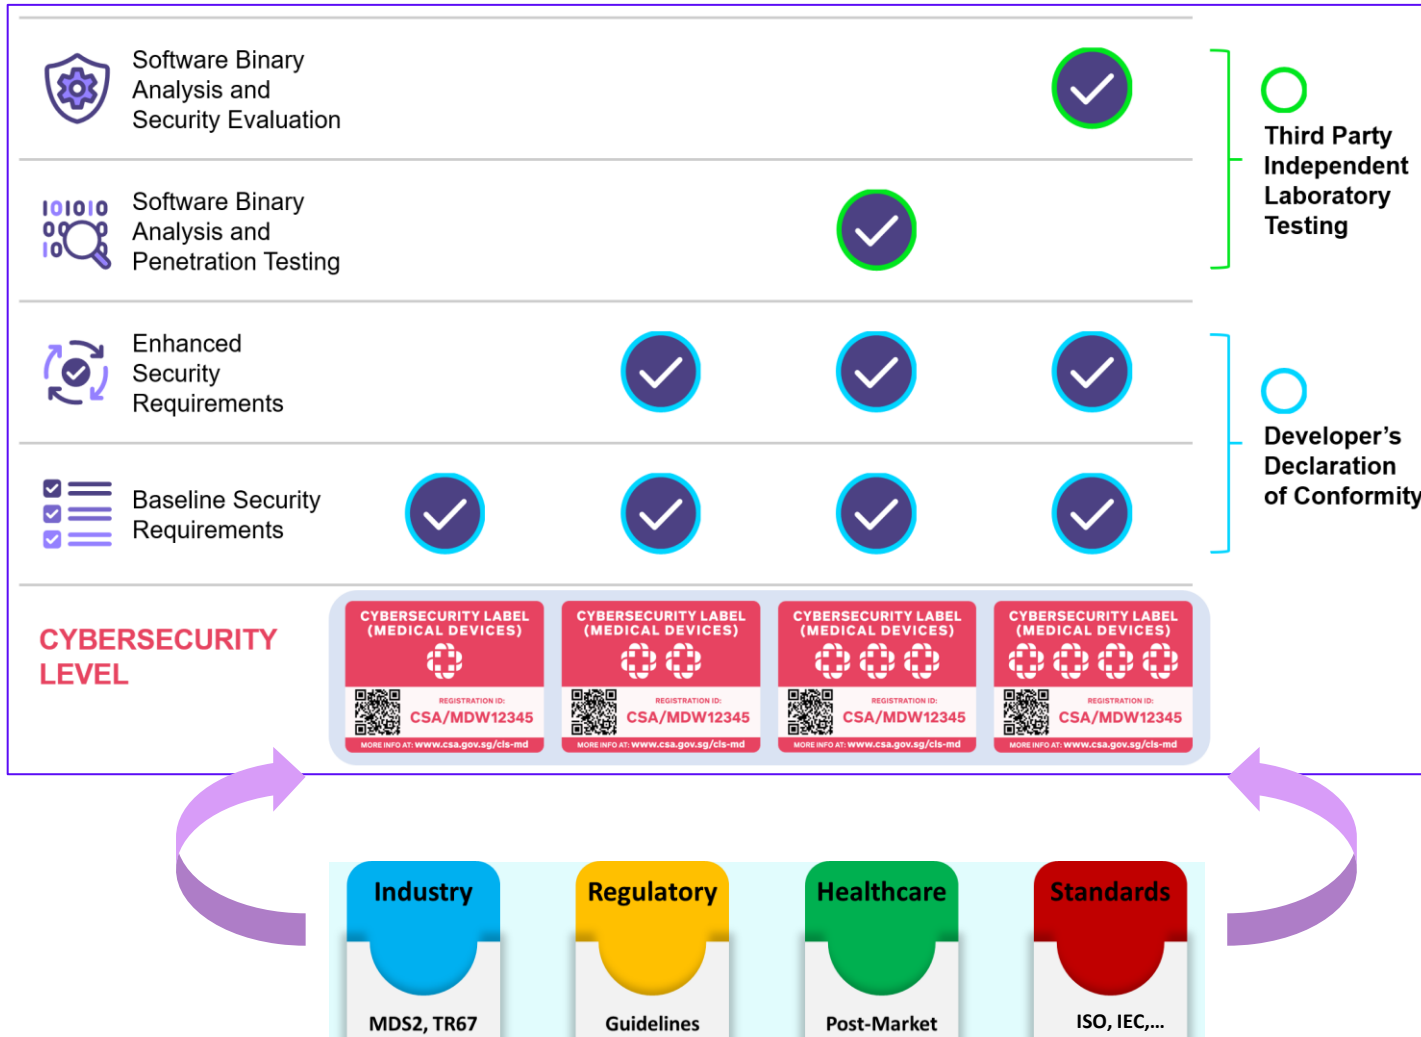 Software Binary
Analysis and
Security Evaluation
Third Party
Independent
Laboratory
Testing
101010
Software Binary
Analysis and
Penetration Testing
Enhanced
Security
Requirements
Developer's
Declaration
of Conformity
Baseline Security
Requirements
CYBERSECURITY
LEVEL
CYBERSECURITY LABEL
(MEDICAL DEVICES)
REGISTRATION ID:
CSA/MDW12345
MORE INFO AT: www.csa.gov.sg/cls-md
CYBERSECURITY LABEL
(MEDICAL DEVICES)
REGISTRATION ID:
CSA/MDW12345
MORE INFO AT: www.csa.gov.sg/cls-md
CYBERSECURITY LABEL
(MEDICAL DEVICES)
REGISTRATION ID:
CSA/MDW12345
MORE INFO AT: www.csa.gov.sg/cls-md
CYBERSECURITY LABEL
(MEDICAL DEVICES)
REGISTRATION ID:
CSA/MDW12345
MORE INFO AT: www.csa.gov.sg/cls-md
Industry
Regulatory
Healthcare
Standards
MDS2, TR67
Guidelines
Post-Market
ISO, IEC,...